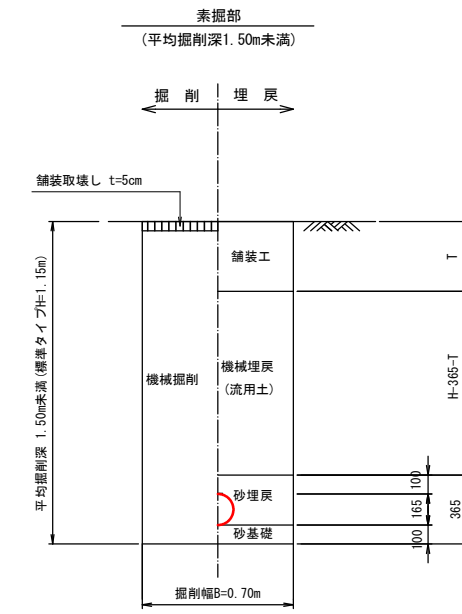 素掘部
(平均掘削深1.50m未満)
掘 削 埋 戻
舗装取壊し t=5cm
舗装工
T
平均掘削深 1.50m未満(標準タイプH=1.15m)
機械掘削
機械埋戻
(流用土)
H-365-T
100
砂埋戻
165
365
砂基礎
100
掘削幅B=0.70m